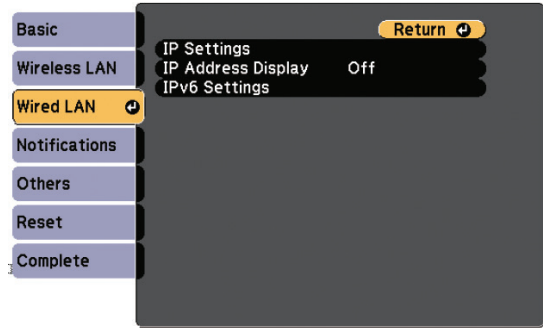 Basic
Wireless LAN
Wired LAN
Notifications
Others
Reset
Complete
Return
IP Settings
IP Address Display Off
IPv6 Settings